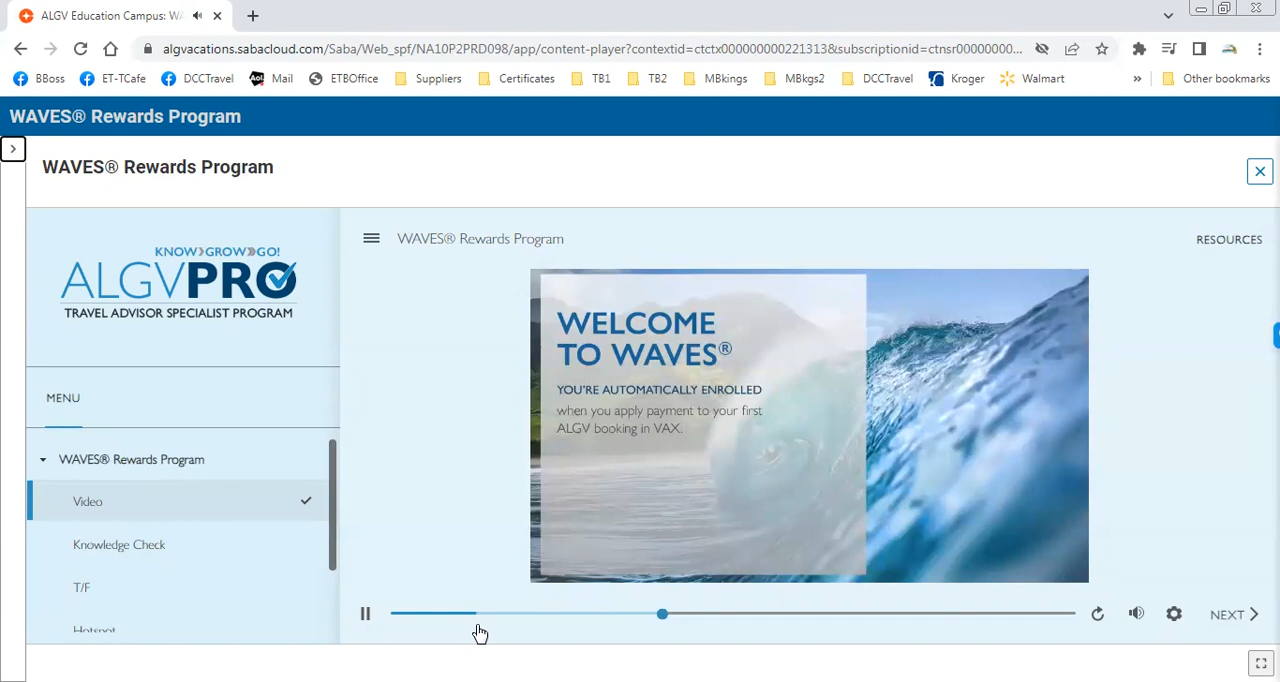 ALGV Education Campus: WA
algvacations.sabacloud.com/Saba/Web_spf/NA10P2PRD098/app/content-player?contextid=ctctx000000000221313&subscriptionid=ctnsr00000000...
BBoss
ET-TCafe
DCCTravel
Aol.
Mail
ETBOffice
Suppliers
Certificates
TB1
TB2
MBkings
MBkgs2
DCCTravel
Kroger
Walmart
»
Other bookmarks
WAVES® Rewards Program
WAVES® Rewards Program
KNOW»GROW»GO!
ALGVPRO
TRAVEL ADVISOR SPECIALIST PROGRAM
MENU
WAVES® Rewards Program
Video
Knowledge Check
T/F
Hotspot
WAVES® Rewards Program
RESOURCES
WELCOME
TO WAVES®
YOU'RE AUTOMATICALLY ENROLLED
when you apply payment to your first
ALGV booking in VAX.
NEXT